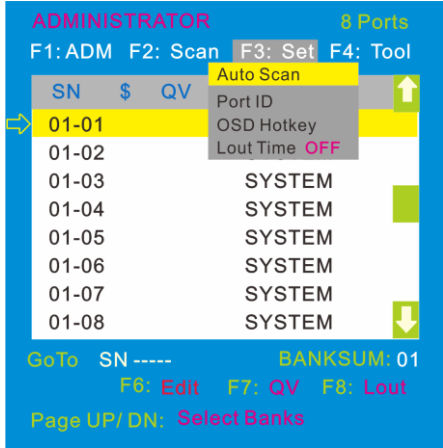 ADMINISTRATOR 8 Ports
F1: ADM F2: Scan F3: Set F4: Tool
Auto Scan
SN $ QV
Port ID
01-01
OSD Hotkey
Lout Time OFF
01-02
01-03 SYSTEM
01-04 SYSTEM
01-05 SYSTEM
01-06 SYSTEM
01-07 SYSTEM
01-08 SYSTEM
GoTo SN ----- BANKSUM: 01
F6: Edit F7: QV F8: Lout
Page UP/ DN: Select Banks